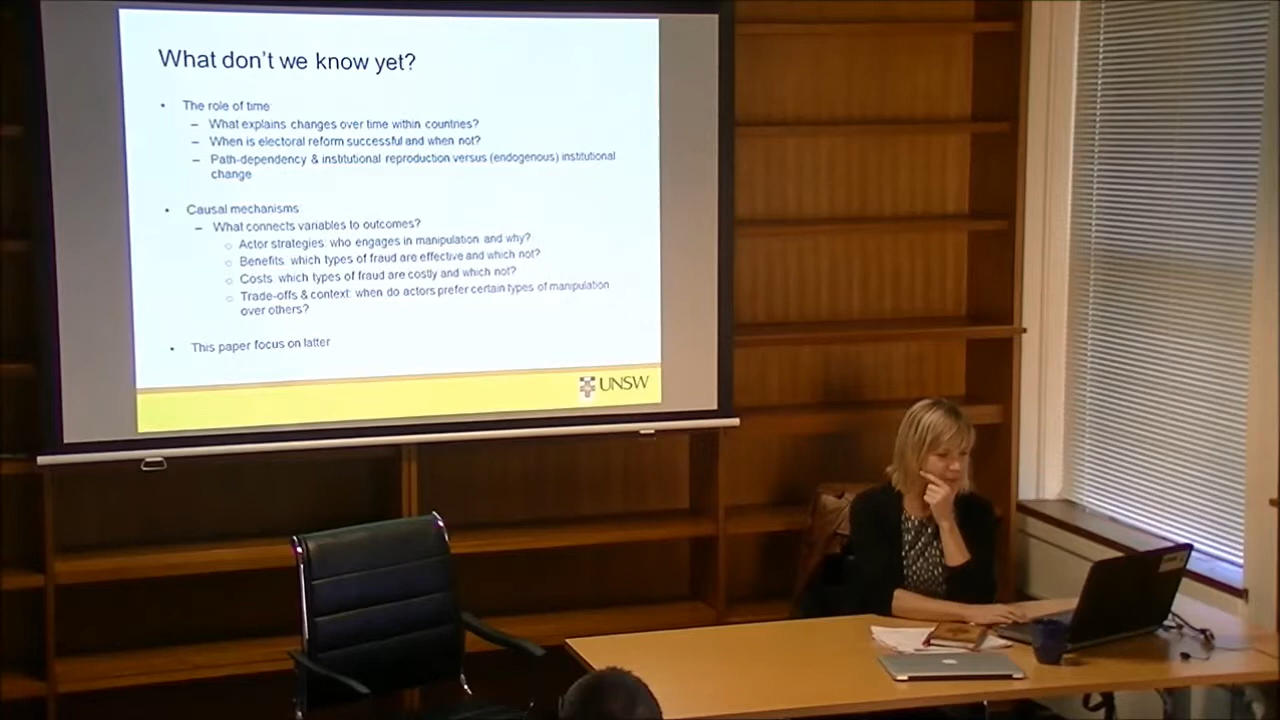 What don't we know yet?
• The role of time
– What explains changes over time within countries?
– When is electoral reform successful and when not?
– Path-dependency & institutional reproduction versus (endogenous) institutional
change
• Causal mechanisms
– What connects variables to outcomes?
○ Actor strategies: who engages in manipulation and why?
○ Benefits: which types of fraud are effective and which not?
○ Costs: which types of fraud are costly and which not?
○ Trade-offs & context: when do actors prefer certain types of manipulation
over others?
• This paper focus on latter
UNSW